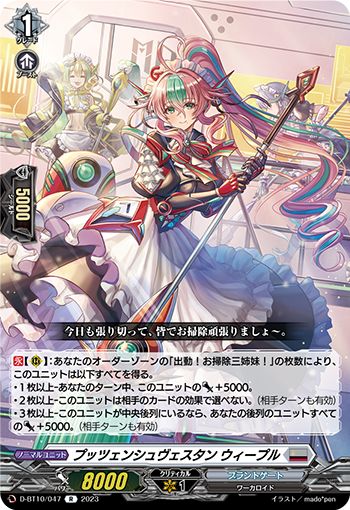 1
グレード
ブースト
5000
シールド
今日も張り切って、皆でお掃除頑張りましょ～。
永【R】：あなたのオーダーゾーンの「出動！お掃除三姉妹！」の枚数により、
このユニットは以下すべてを得る。
・1枚以上-あなたのターン中、このユニットの+5000。
・2枚以上-このユニットは相手のカードの効果で選べない。(相手ターンも有効)
・3枚以上-このユニットが中央後列にいるなら、あなたの後列のユニットすべて
の+5000。(相手ターンも有効)
ノーマルユニット
プッツェンシュヴェスタン ウィーブル
パワー
8000
クリティカル
1
ブラントゲート
ワーカロイド
D-BT10/047 R 2023
イラスト／mado*pen